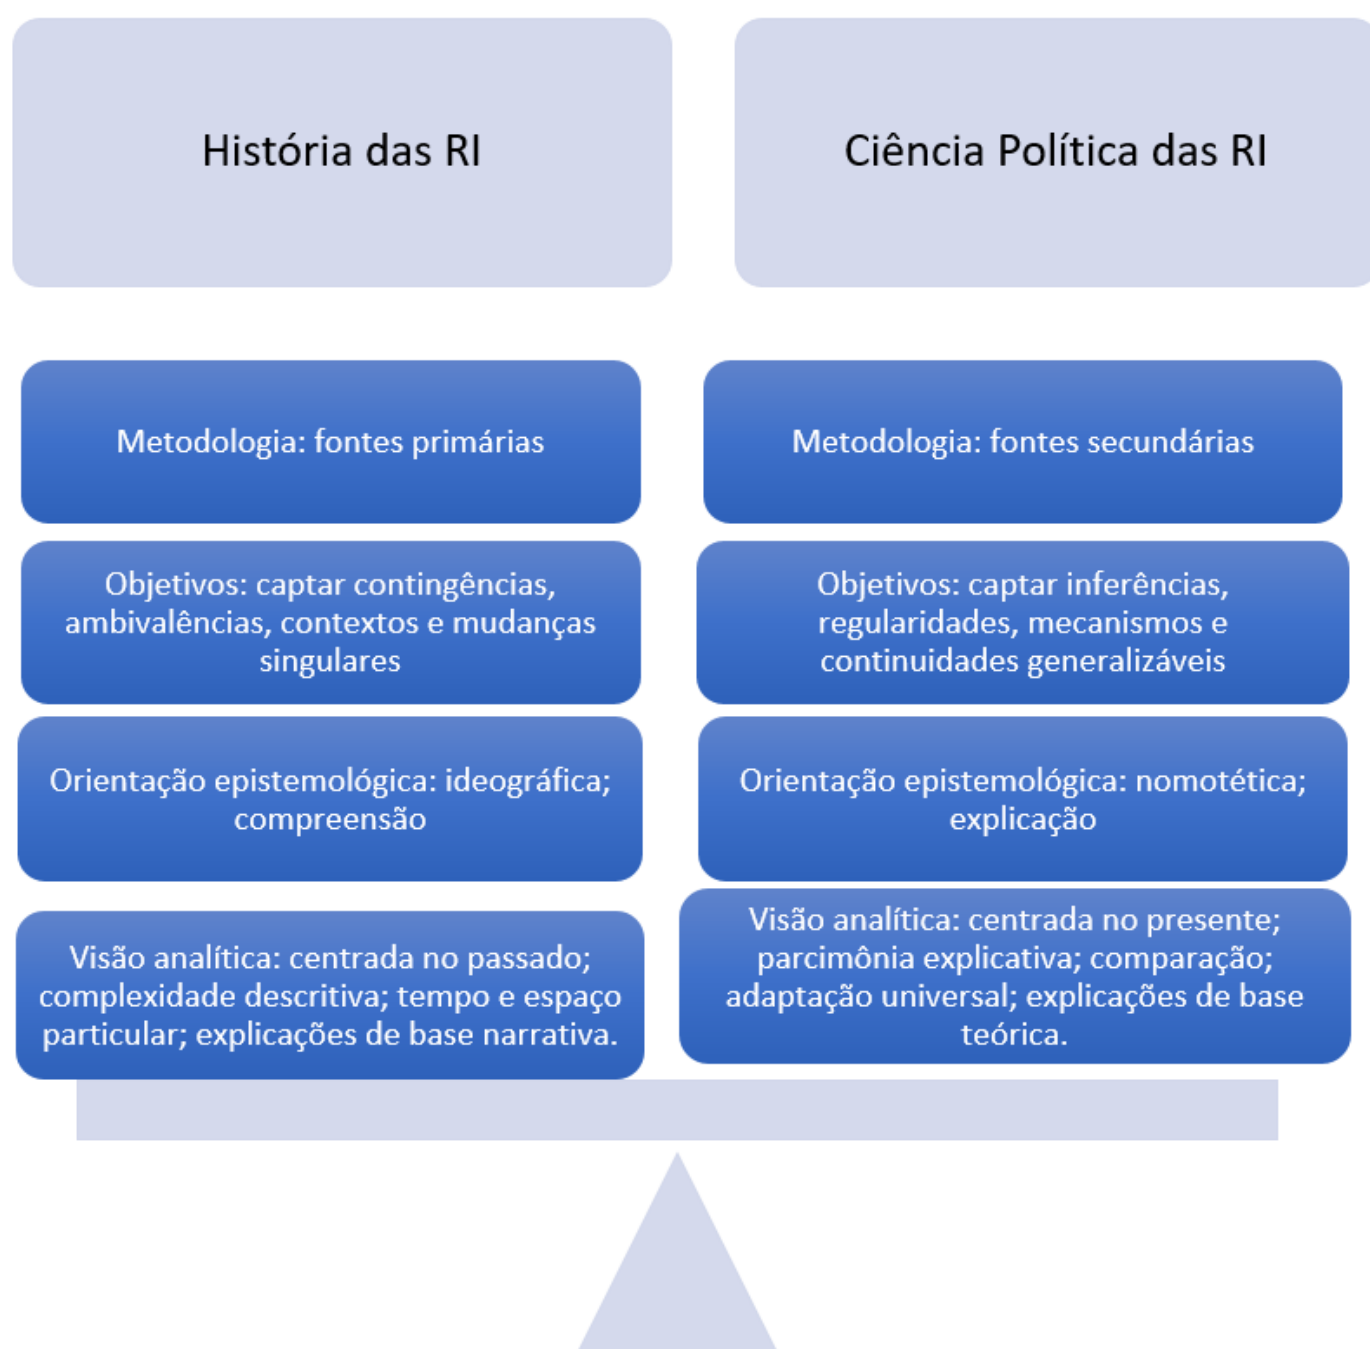 História das RI
Ciência Política das RI
Metodologia: fontes primárias
Metodologia: fontes secundárias
Objetivos: captar contingências,
ambivalências, contextos e mudanças
singulares
Objetivos: captar inferências,
regularidades, mecanismos e
continuidades generalizáveis
Orientação epistemológica: ideográfica;
compreensão
Orientação epistemológica: nomotética;
explicação
Visão analítica: centrada no passado;
complexidade descritiva; tempo e espaço
particular; explicações de base narrativa.
Visão analítica: centrada no presente;
parcimônia explicativa; comparação;
adaptação universal; explicações de base
teórica.